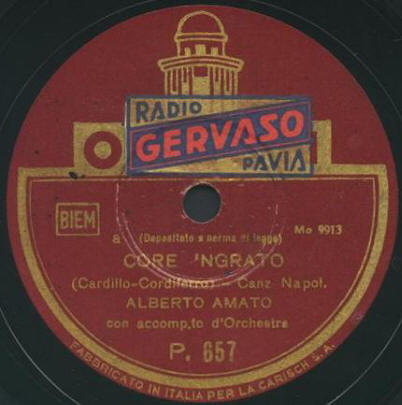 RADIO
GERVASO
PAVIA
O
BIEM
& (Depositato a norma di legge) Mo 9913
CORE 'NGRATO
(Cardillo-Cordiferro) - Canz Napol.
ALBERTO AMATO
con accomp,to d'Orchestra
P. 657
FABBRICATO IN ITALIA PER LA CARISCH S.A.